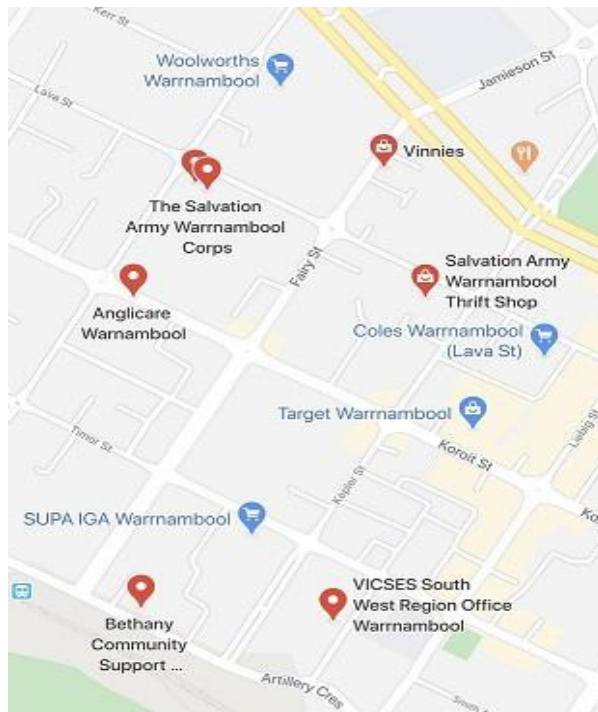 Kerr St
Woolworths
Warrnambool
Jamieson St
Lava St
Vinnies
The Salvation
Army Warrnambool
Corps
Fairy St
Salvation Army
Warrnambool
Thrift Shop
Anglicare
Warnambool
Coles Warrnambool
(Lava St)
Target Warrnambool
Liebig St
Timor St
Koroit St
Kepler St
SUPA IGA Warrnambool
Ko
VICSES South
West Region Office
Warrnambool
Bethany
Community
Support ...
Artillery Cres